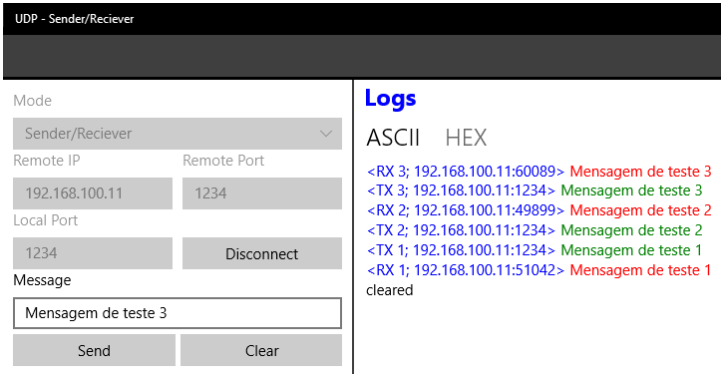 UDP - Sender/Reciever
Mode
Sender/Reciever
Remote IP Remote Port
192.168.100.11 1234
Local Port
1234 Disconnect
Message
Mensagem de teste 3
Send Clear
Logs
ASCII HEX
<RX 3; 192.168.100.11:60089> Mensagem de teste 3
<TX 3; 192.168.100.11:1234> Mensagem de teste 3
<RX 2; 192.168.100.11:49899> Mensagem de teste 2
<TX 2; 192.168.100.11:1234> Mensagem de teste 2
<TX 1; 192.168.100.11:1234> Mensagem de teste 1
<RX 1; 192.168.100.11:51042> Mensagem de teste 1
cleared